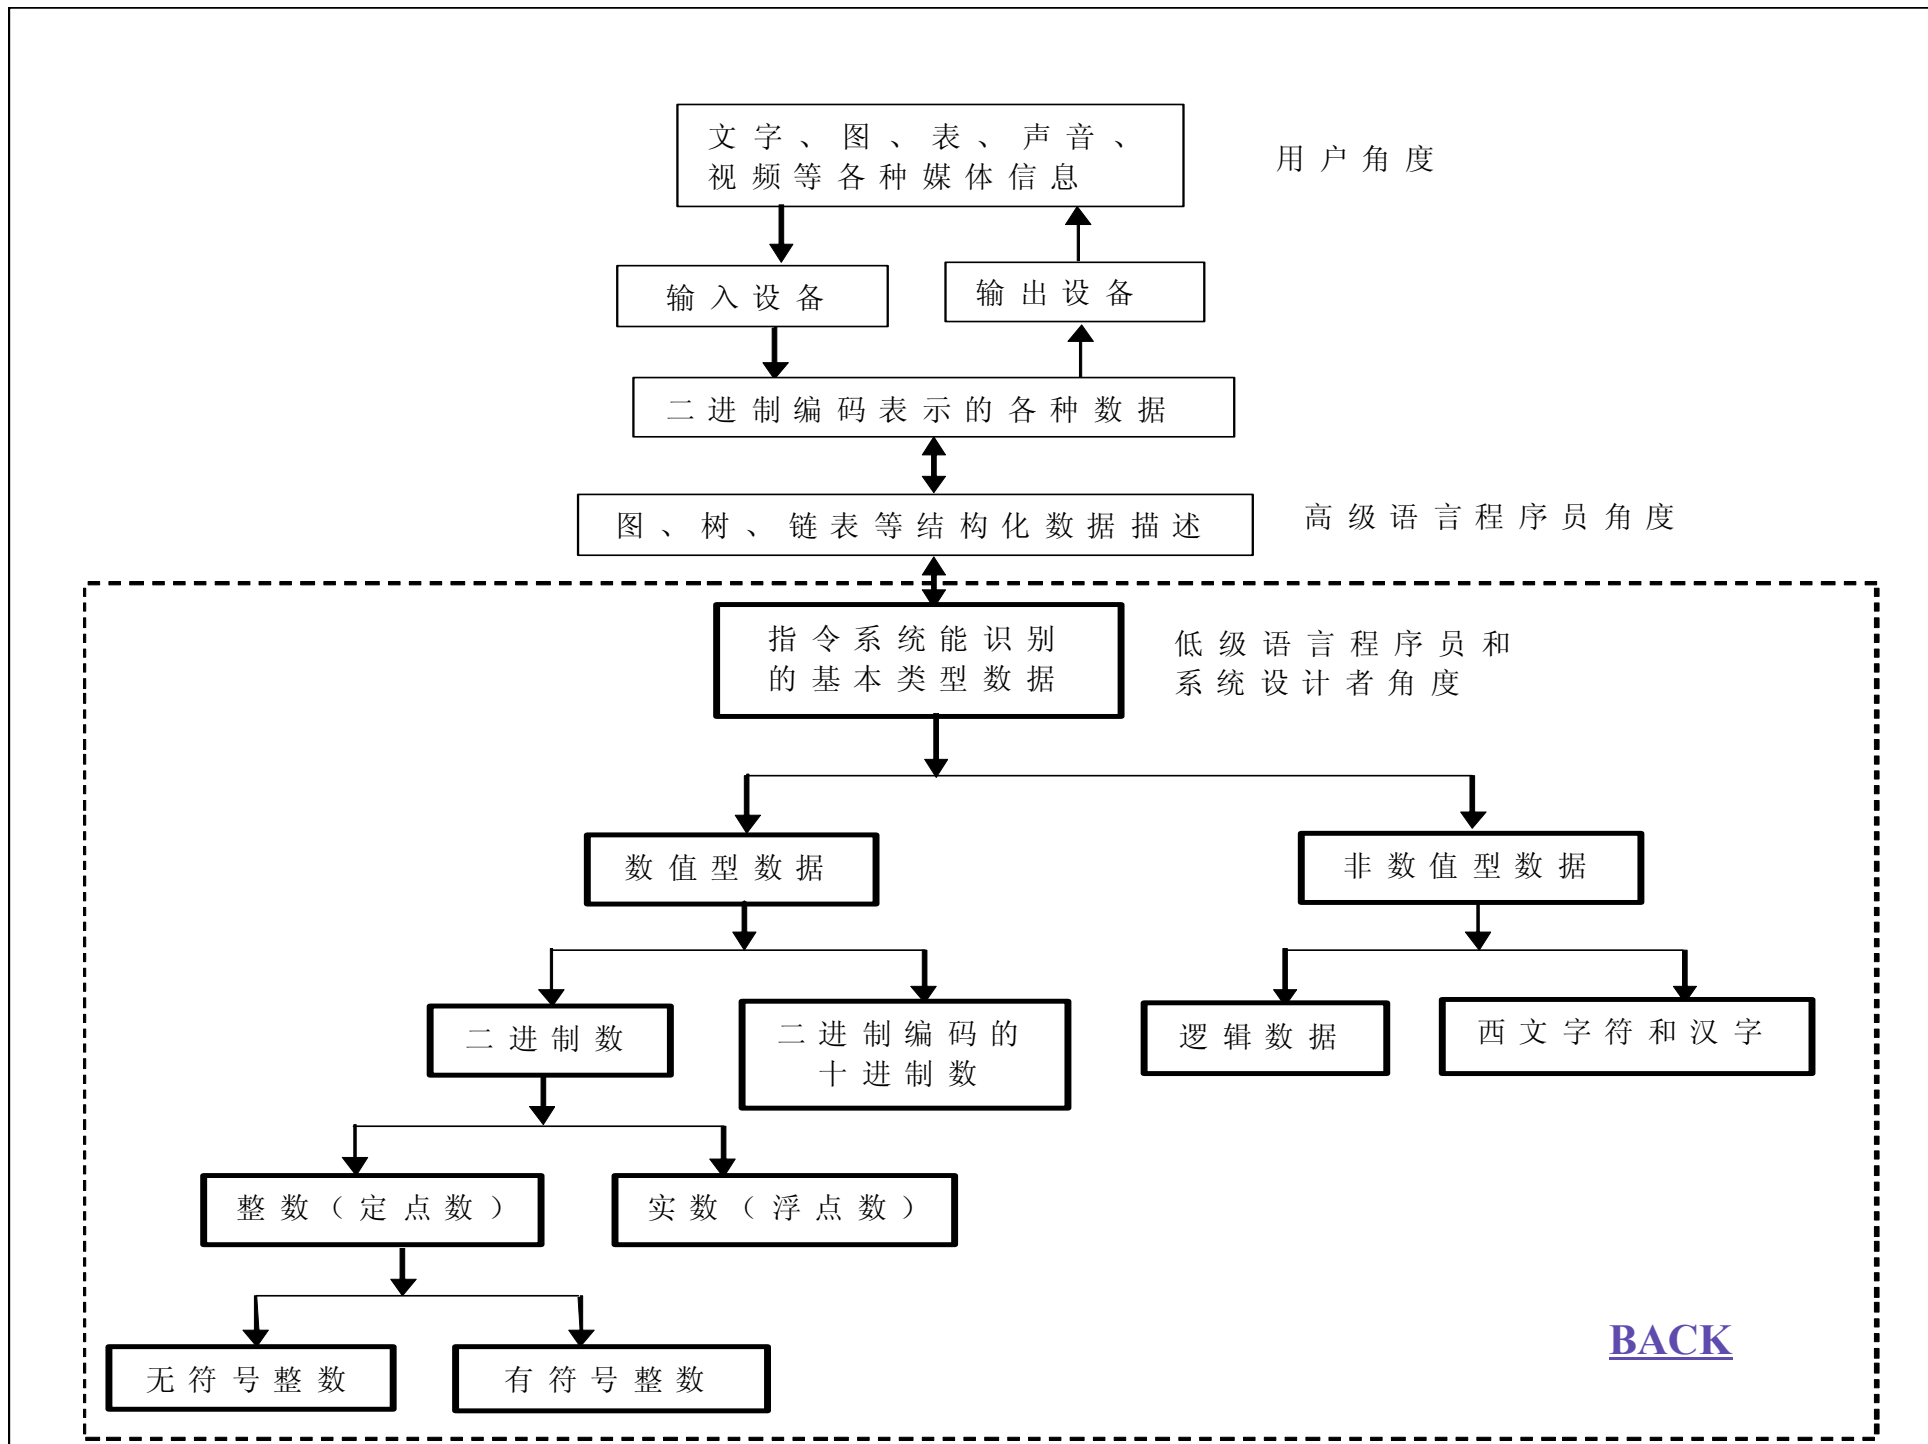 文字、图、表、声音、
视频等各种媒体信息
用户角度
输入设备
输出设备
二进制编码表示的各种数据
图、树、链表等结构化数据描述
高级语言程序员角度
指令系统能识别
的基本类型数据
低级语言程序员和
系统设计者角度
数值型数据
非数值型数据
二进制数
二进制编码的
十进制数
逻辑数据
西文字符和汉字
整数（定点数）
实数（浮点数）
无符号整数
有符号整数
BACK